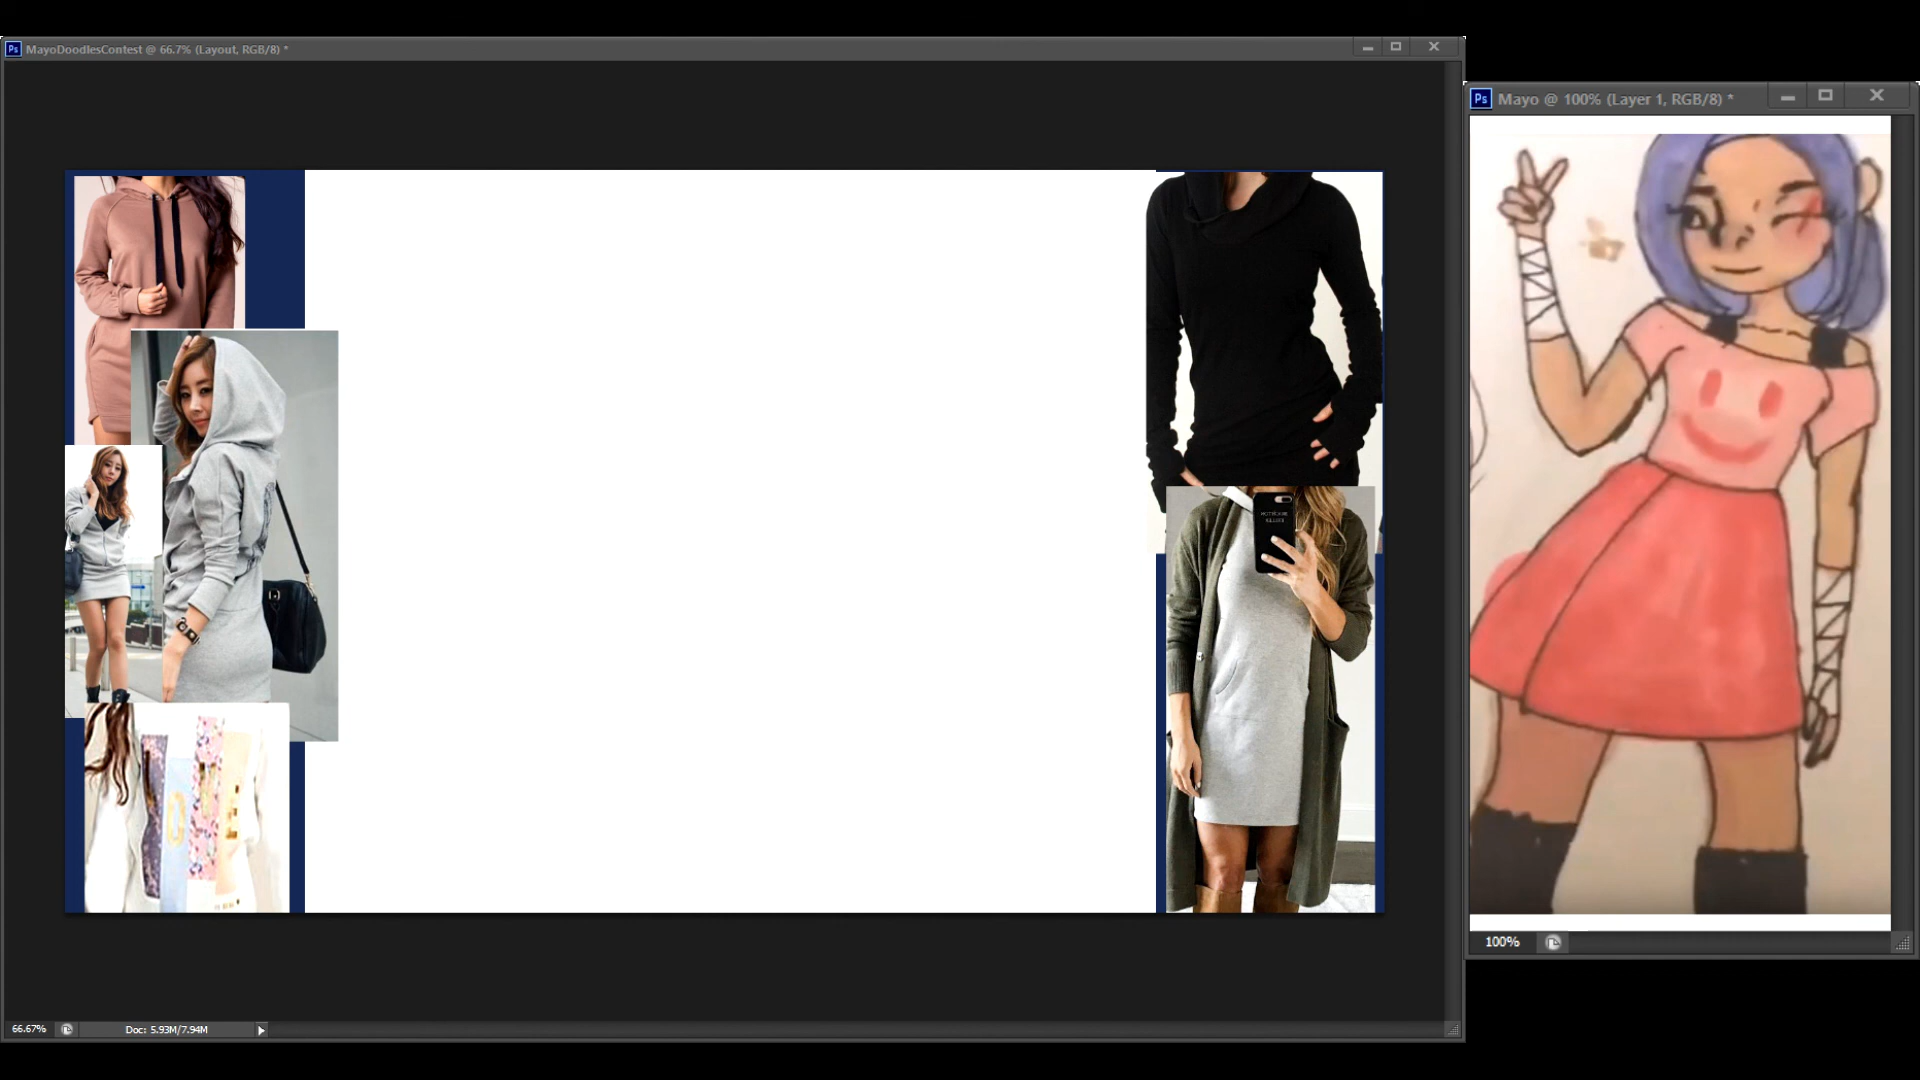 Ps MayoDoodlesContest @ 66.7% (Layout, RGB/8) *
Ps Mayo @ 100% (Layer 1, RGB/8) *
100%
66.67% Doc: 5.93M/7.94M